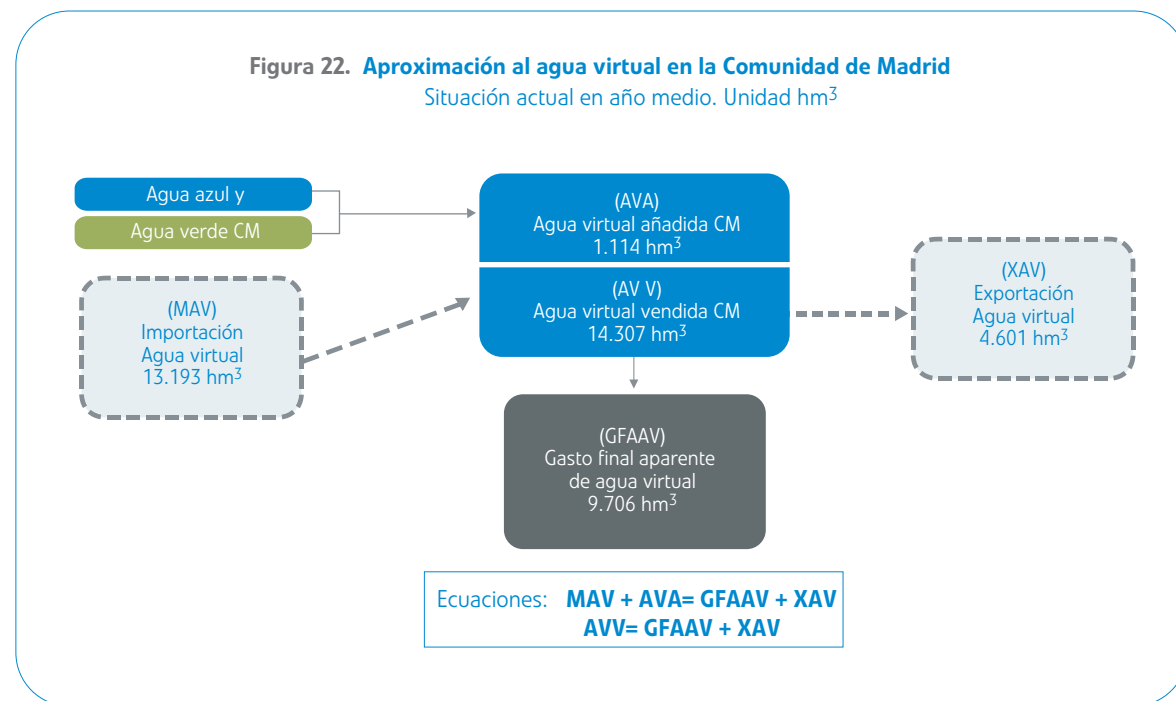 Figura 22. Aproximación al agua virtual en la Comunidad de Madrid
Situación actual en año medio. Unidad hm³
Agua azul y
Agua verde CM
(MAV)
Importación
Agua virtual
13.193 hm³
(AVA)
Agua virtual añadida CM
1.114 hm³
(AV V)
Agua virtual vendida CM
14.307 hm³
(XAV)
Exportación
Agua virtual
4.601 hm³
(GFAAV)
Gasto final aparente
de agua virtual
9.706 hm³
Ecuaciones: MAV + AVA= GFAAV + XAV
AVV= GFAAV + XAV